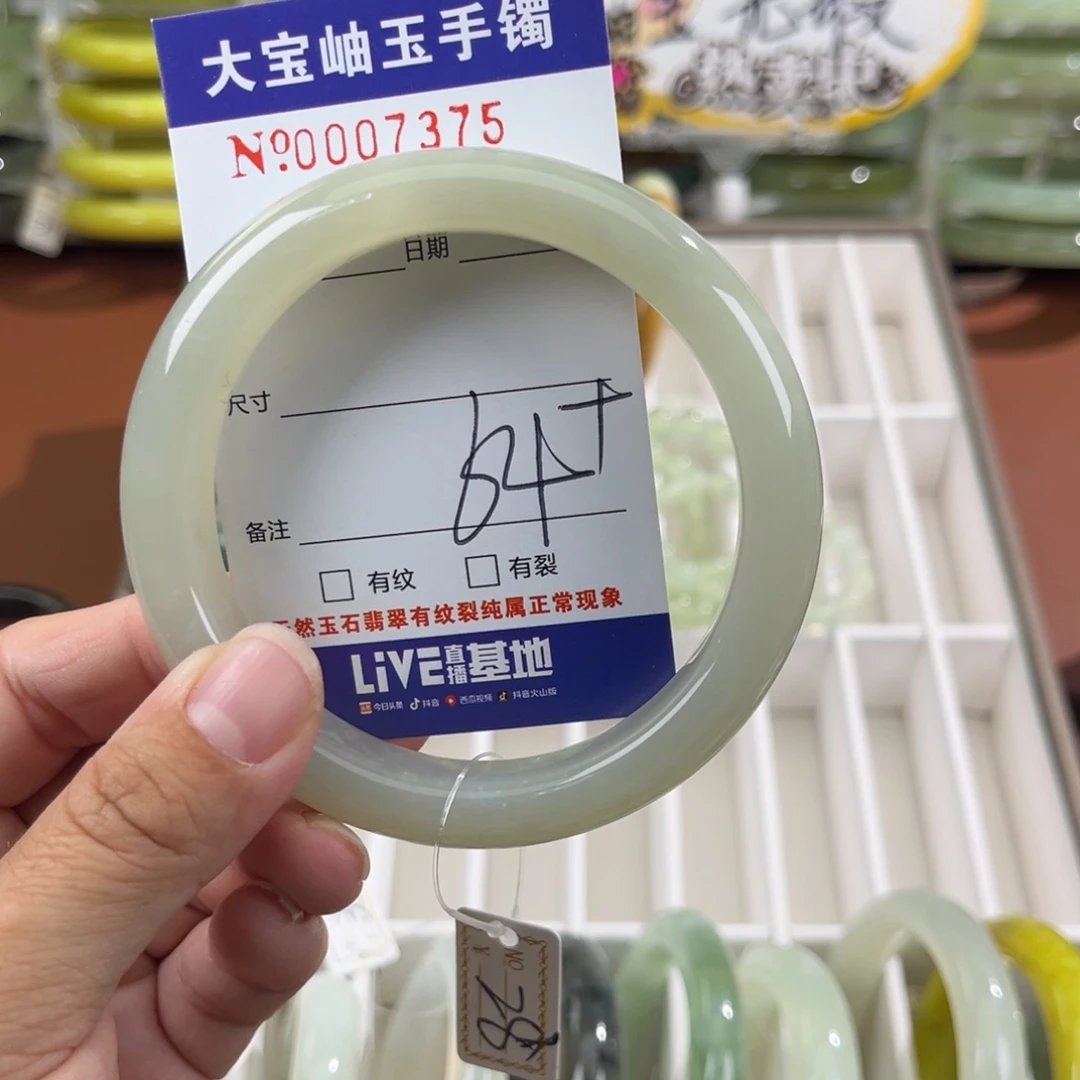 大宝岫玉手镯
Nº0007375
日期
尺寸
64+
备注
有纹 有裂
然玉石翡翠有纹裂纯属正常现象
LiVE直播基地
今日头条 抖音 西瓜视频 抖音火山版
NO